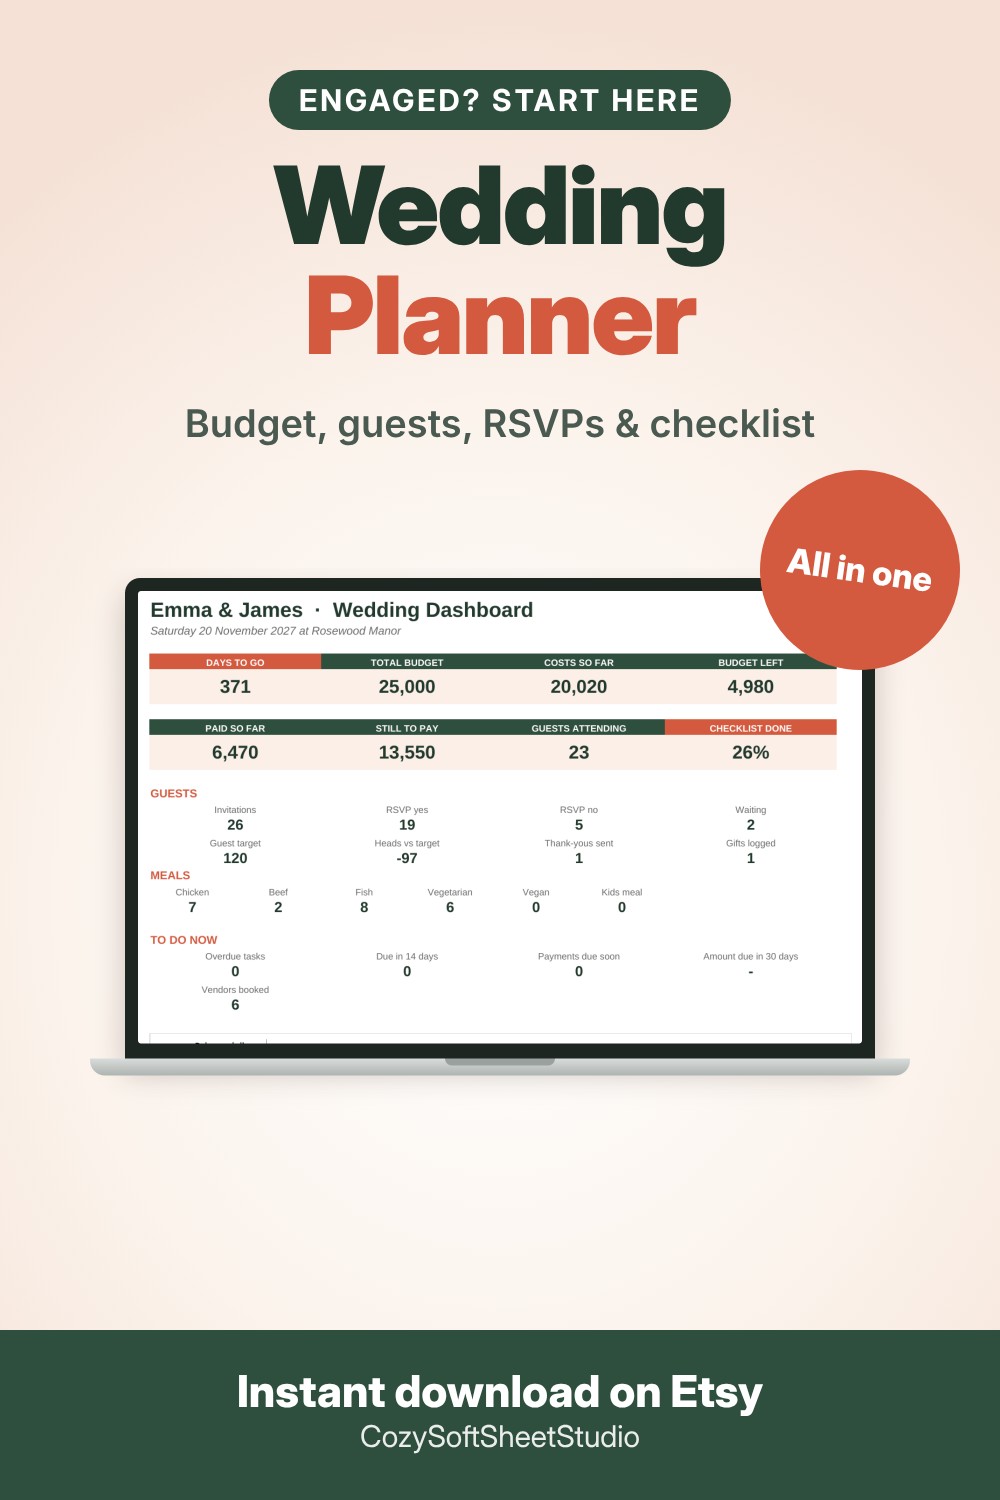 ENGAGED? START HERE
Wedding
Planner
Budget, guests, RSVPs & checklist
All in one
Emma & James · Wedding Dashboard
Saturday 20 November 2027 at Rosewood Manor
DAYS TO GO TOTAL BUDGET COSTS SO FAR BUDGET LEFT
371 25,000 20,020 4,980
PAID SO FAR STILL TO PAY GUESTS ATTENDING CHECKLIST DONE
6,470 13,550 23 26%
GUESTS
Invitations RSVP yes RSVP no Waiting
26 19 5 2
Guest target Heads vs target Thank-yous sent Gifts logged
120 -97 1 1
MEALS
Chicken Beef Fish Vegetarian Vegan Kids meal
7 2 8 6 0 0
TO DO NOW
Overdue tasks Due in 14 days Payments due soon Amount due in 30 days
0 0 0 -
Vendors booked
6
Instant download on Etsy
CozySoftSheetStudio